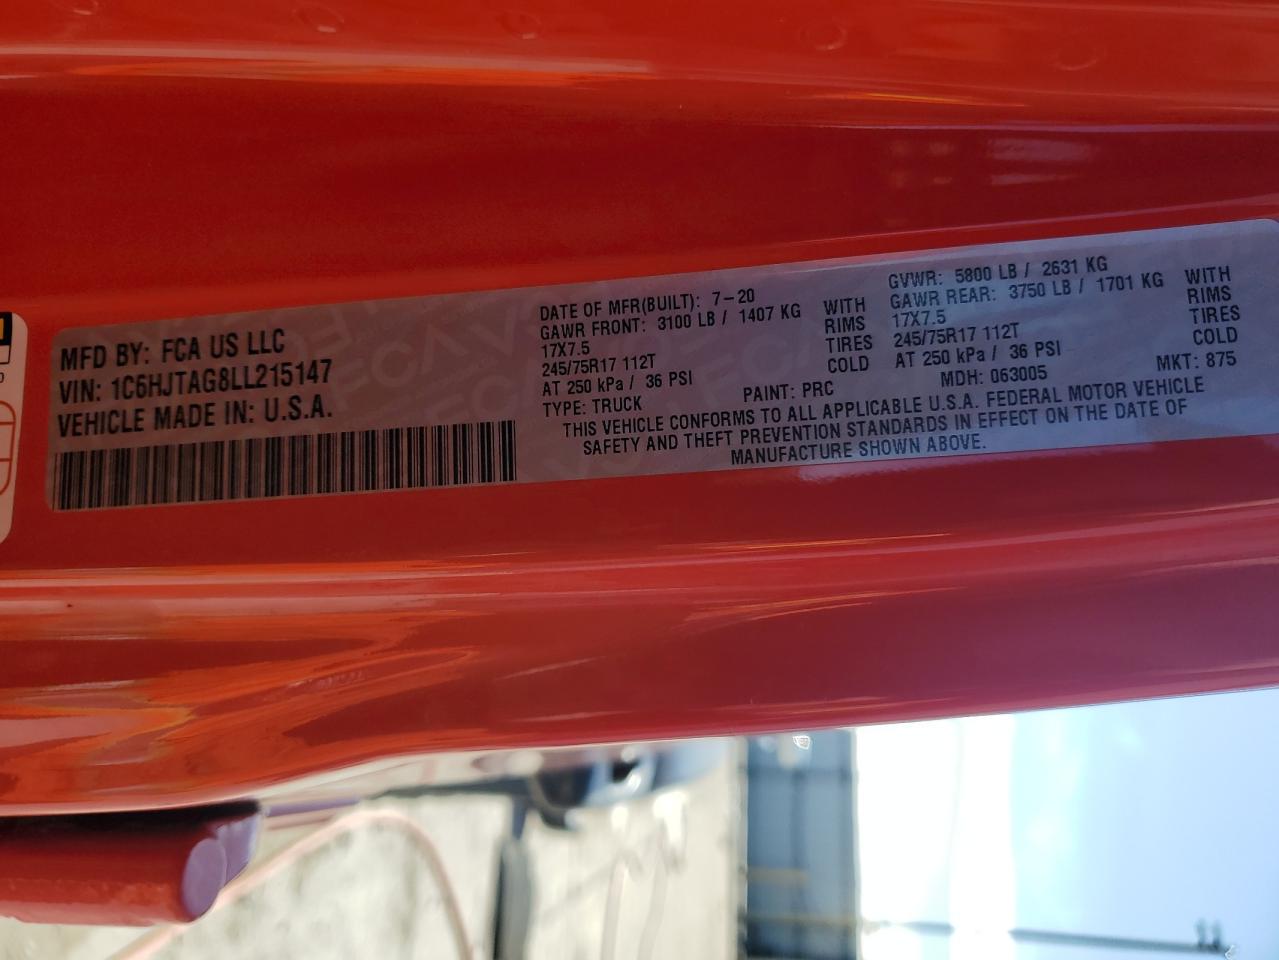 MFD BY: FCA US LLC
VIN: 1C6HJTAG8LL215147
VEHICLE MADE IN: U.S.A.
DATE OF MFR(BUILT): 7-20
GAWR FRONT: 3100 LB / 1407 KG WITH
17X7.5 RIMS
245/75R17 112T TIRES
AT 250 kPa / 36 PSI COLD
TYPE: TRUCK PAINT: PRC
GVWR: 5800 LB / 2631 KG
GAWR REAR: 3750 LB / 1701 KG WITH
17X7.5 RIMS
245/75R17 112T TIRES
AT 250 kPa / 36 PSI COLD
MDH: 063005 MKT: 875
THIS VEHICLE CONFORMS TO ALL APPLICABLE U.S.A. FEDERAL MOTOR VEHICLE
SAFETY AND THEFT PREVENTION STANDARDS IN EFFECT ON THE DATE OF
MANUFACTURE SHOWN ABOVE.